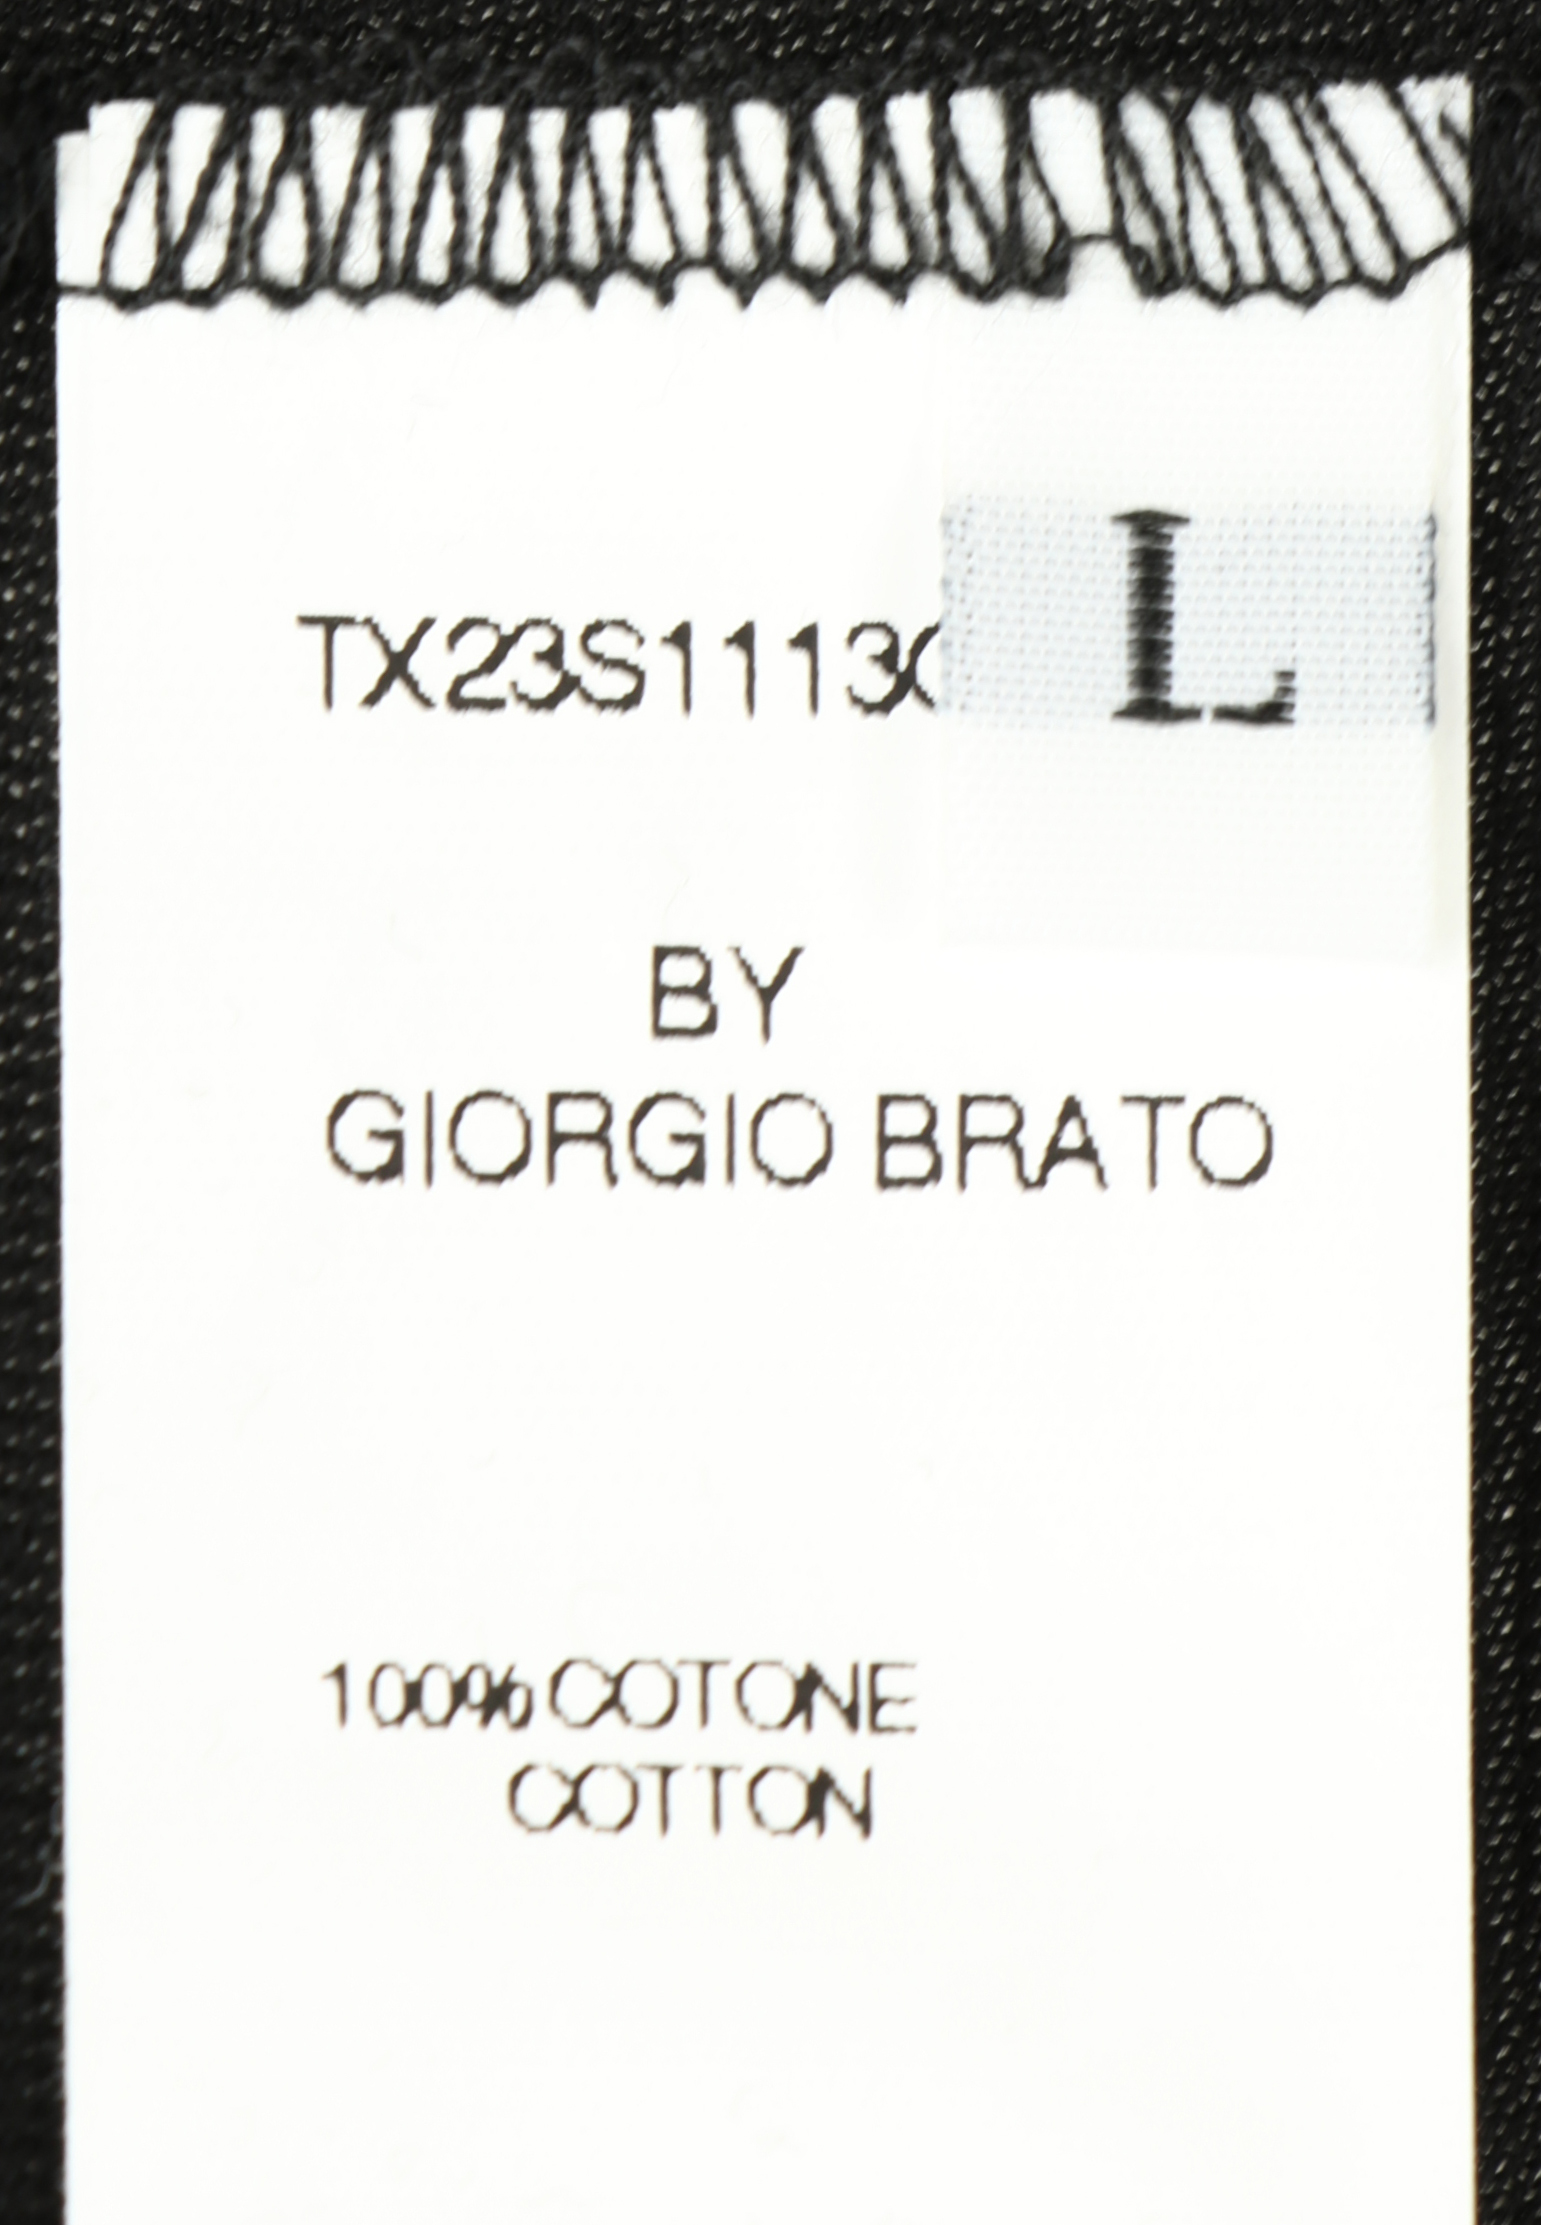 L
TX23S1113
BY
GIORGIO BRATO
100% COTONE
COTTON